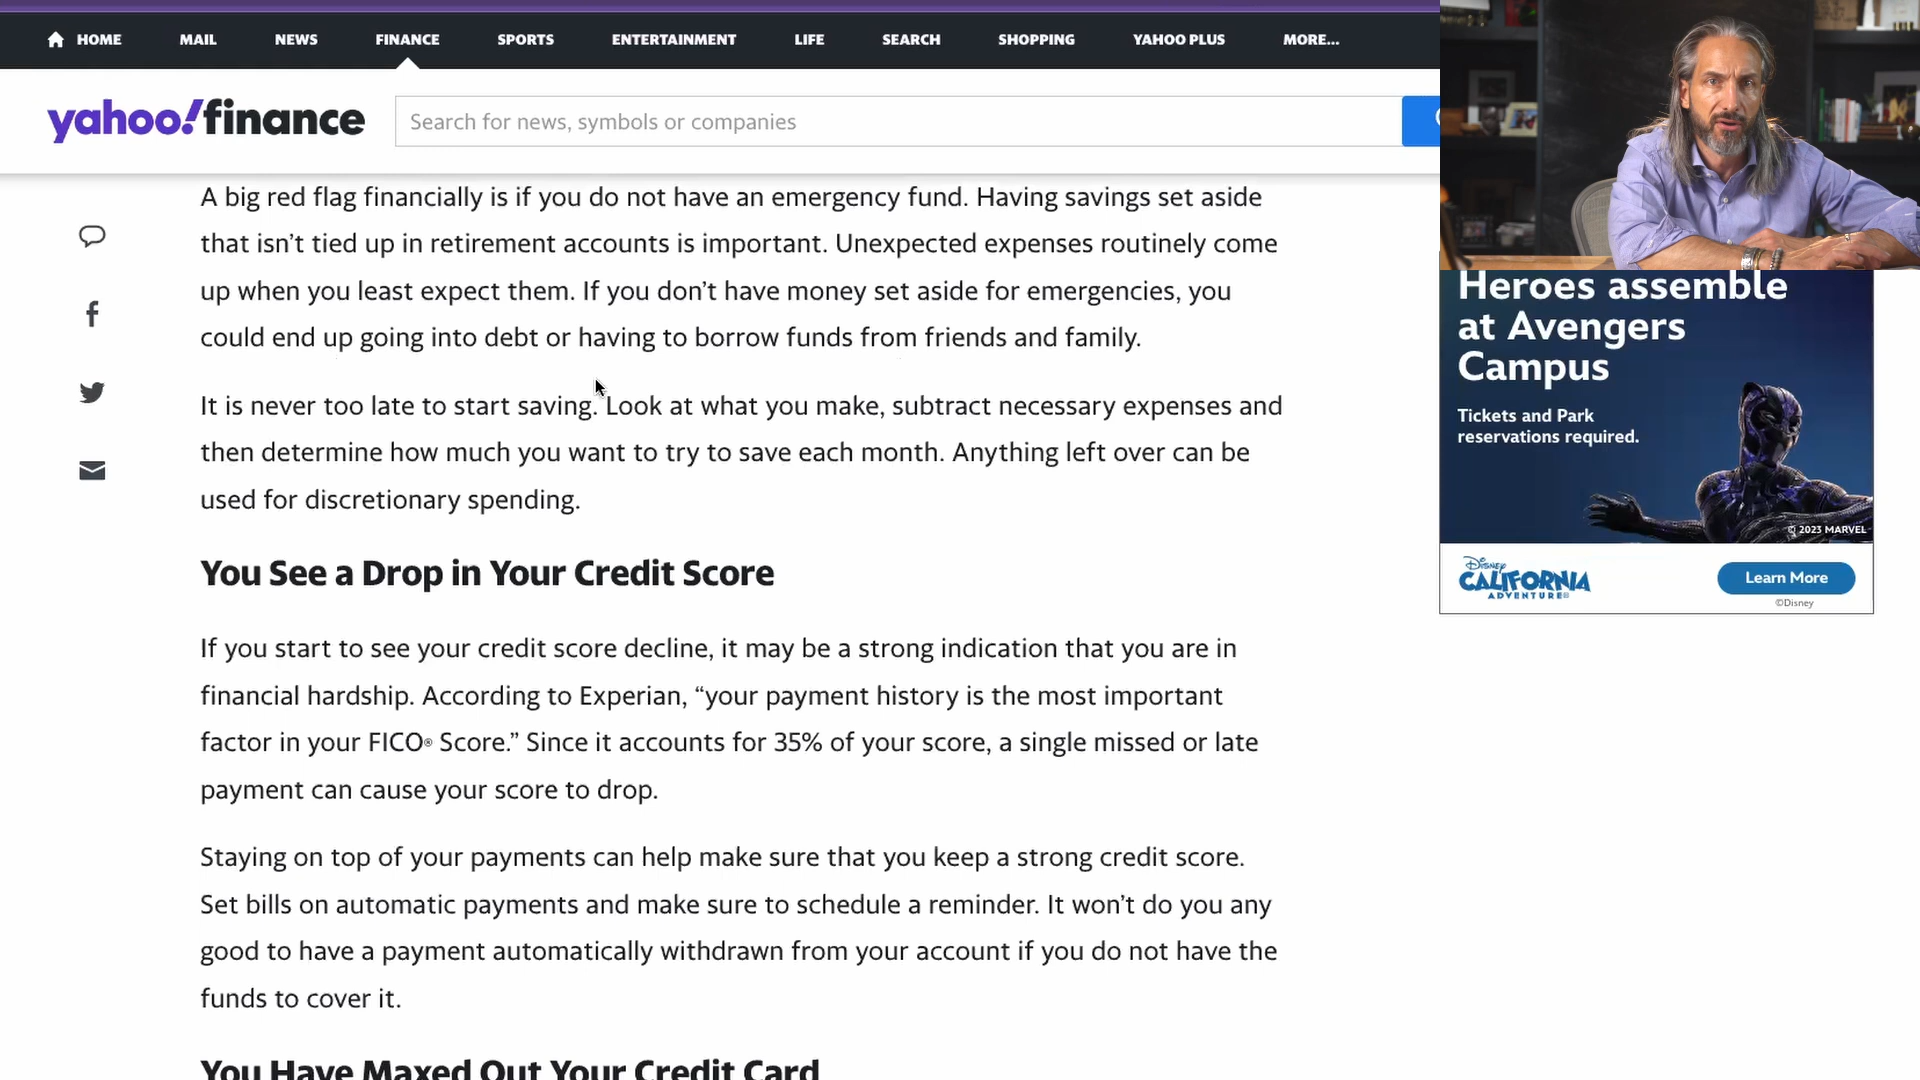 HOME MAIL NEWS FINANCE SPORTS ENTERTAINMENT LIFE SEARCH SHOPPING YAHOO PLUS MORE...
yahoo!finance
Search for news, symbols or companies
A big red flag financially is if you do not have an emergency fund. Having savings set aside
that isn’t tied up in retirement accounts is important. Unexpected expenses routinely come
up when you least expect them. If you don’t have money set aside for emergencies, you
could end up going into debt or having to borrow funds from friends and family.
It is never too late to start saving. Look at what you make, subtract necessary expenses and
then determine how much you want to try to save each month. Anything left over can be
used for discretionary spending.
You See a Drop in Your Credit Score
If you start to see your credit score decline, it may be a strong indication that you are in
financial hardship. According to Experian, “your payment history is the most important
factor in your FICO® Score.” Since it accounts for 35% of your score, a single missed or late
payment can cause your score to drop.
Staying on top of your payments can help make sure that you keep a strong credit score.
Set bills on automatic payments and make sure to schedule a reminder. It won’t do you any
good to have a payment automatically withdrawn from your account if you do not have the
funds to cover it.
You Have Maxed Out Your Credit Card
Heroes assemble
at Avengers
Campus
Tickets and Park
reservations required.
© 2023 MARVEL
Disney
CALIFORNIA
ADVENTURE®
Learn More
©Disney